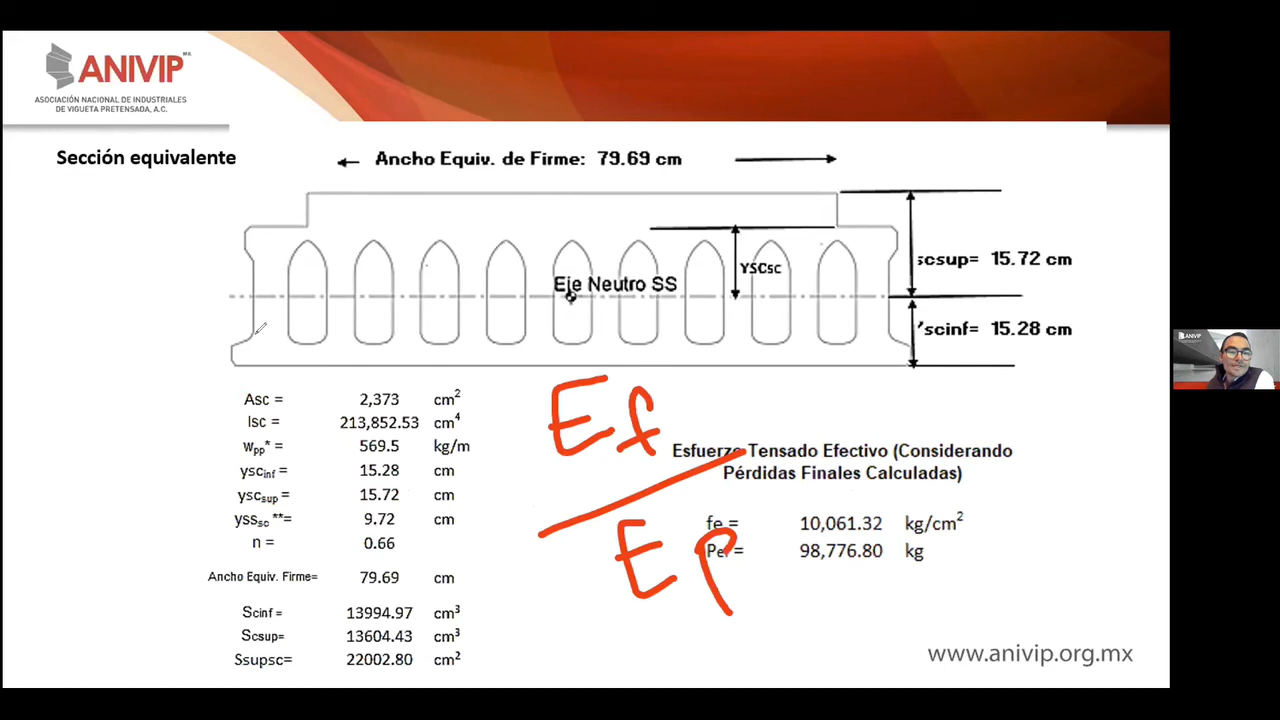 ANIVIP MR
ASOCIACIÓN NACIONAL DE INDUSTRIALES
DE VIGUETA PRETENSADA, A.C.
Sección equivalente
Ancho Equiv. de Firme: 79.69 cm
YSCsc
scsup= 15.72 cm
Eje Neutro SS
'scinf= 15.28 cm
Asc = 2,373 cm²
Isc = 213,852.53 cm⁴
wpp* = 569.5 kg/m
yscinf = 15.28 cm
yscsup = 15.72 cm
ysssc **= 9.72 cm
n = 0.66
Ancho Equiv. Firme= 79.69 cm
Scinf = 13994.97 cm³
Scsup= 13604.43 cm³
Ssupsc= 22002.80 cm²
Ef
Ep
Esfuerzo Tensado Efectivo (Considerando
Pérdidas Finales Calculadas)
fe = 10,061.32 kg/cm²
Pef = 98,776.80 kg
www.anivip.org.mx
ANIVIP